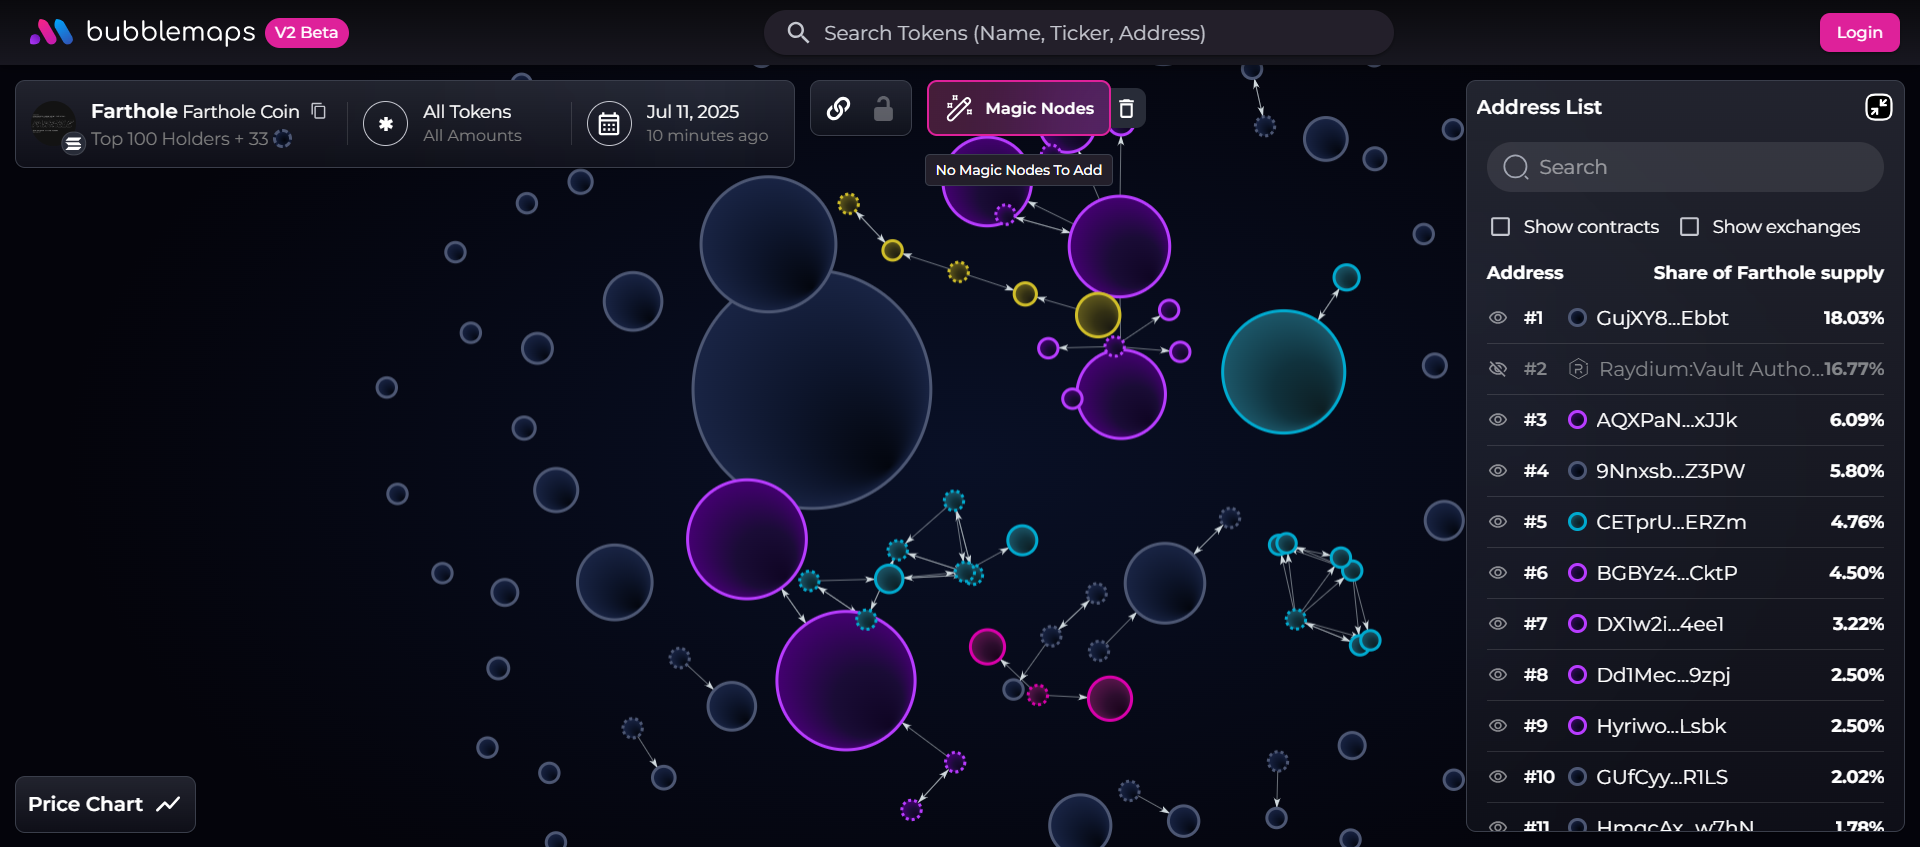 bubblemaps V2 Beta
Search Tokens (Name, Ticker, Address)
Login
Farthole Farthole Coin
Top 100 Holders + 33
All Tokens
All Amounts
Jul 11, 2025
10 minutes ago
Magic Nodes
No Magic Nodes To Add
Address List
Search
Show contracts Show exchanges
Address Share of Farthole supply
#1 GujXY8...Ebbt 18.03%
#2 Raydium:Vault Autho... 16.77%
#3 AQXPaN...xJJk 6.09%
#4 9Nnxsb...Z3PW 5.80%
#5 CETprU...ERZm 4.76%
#6 BGBYz4...CktP 4.50%
#7 DX1w2i...4ee1 3.22%
#8 Dd1Mec...9zpj 2.50%
#9 Hyriwo...Lsbk 2.50%
#10 GUfCyy...R1LS 2.02%
#11 1.78%
Price Chart